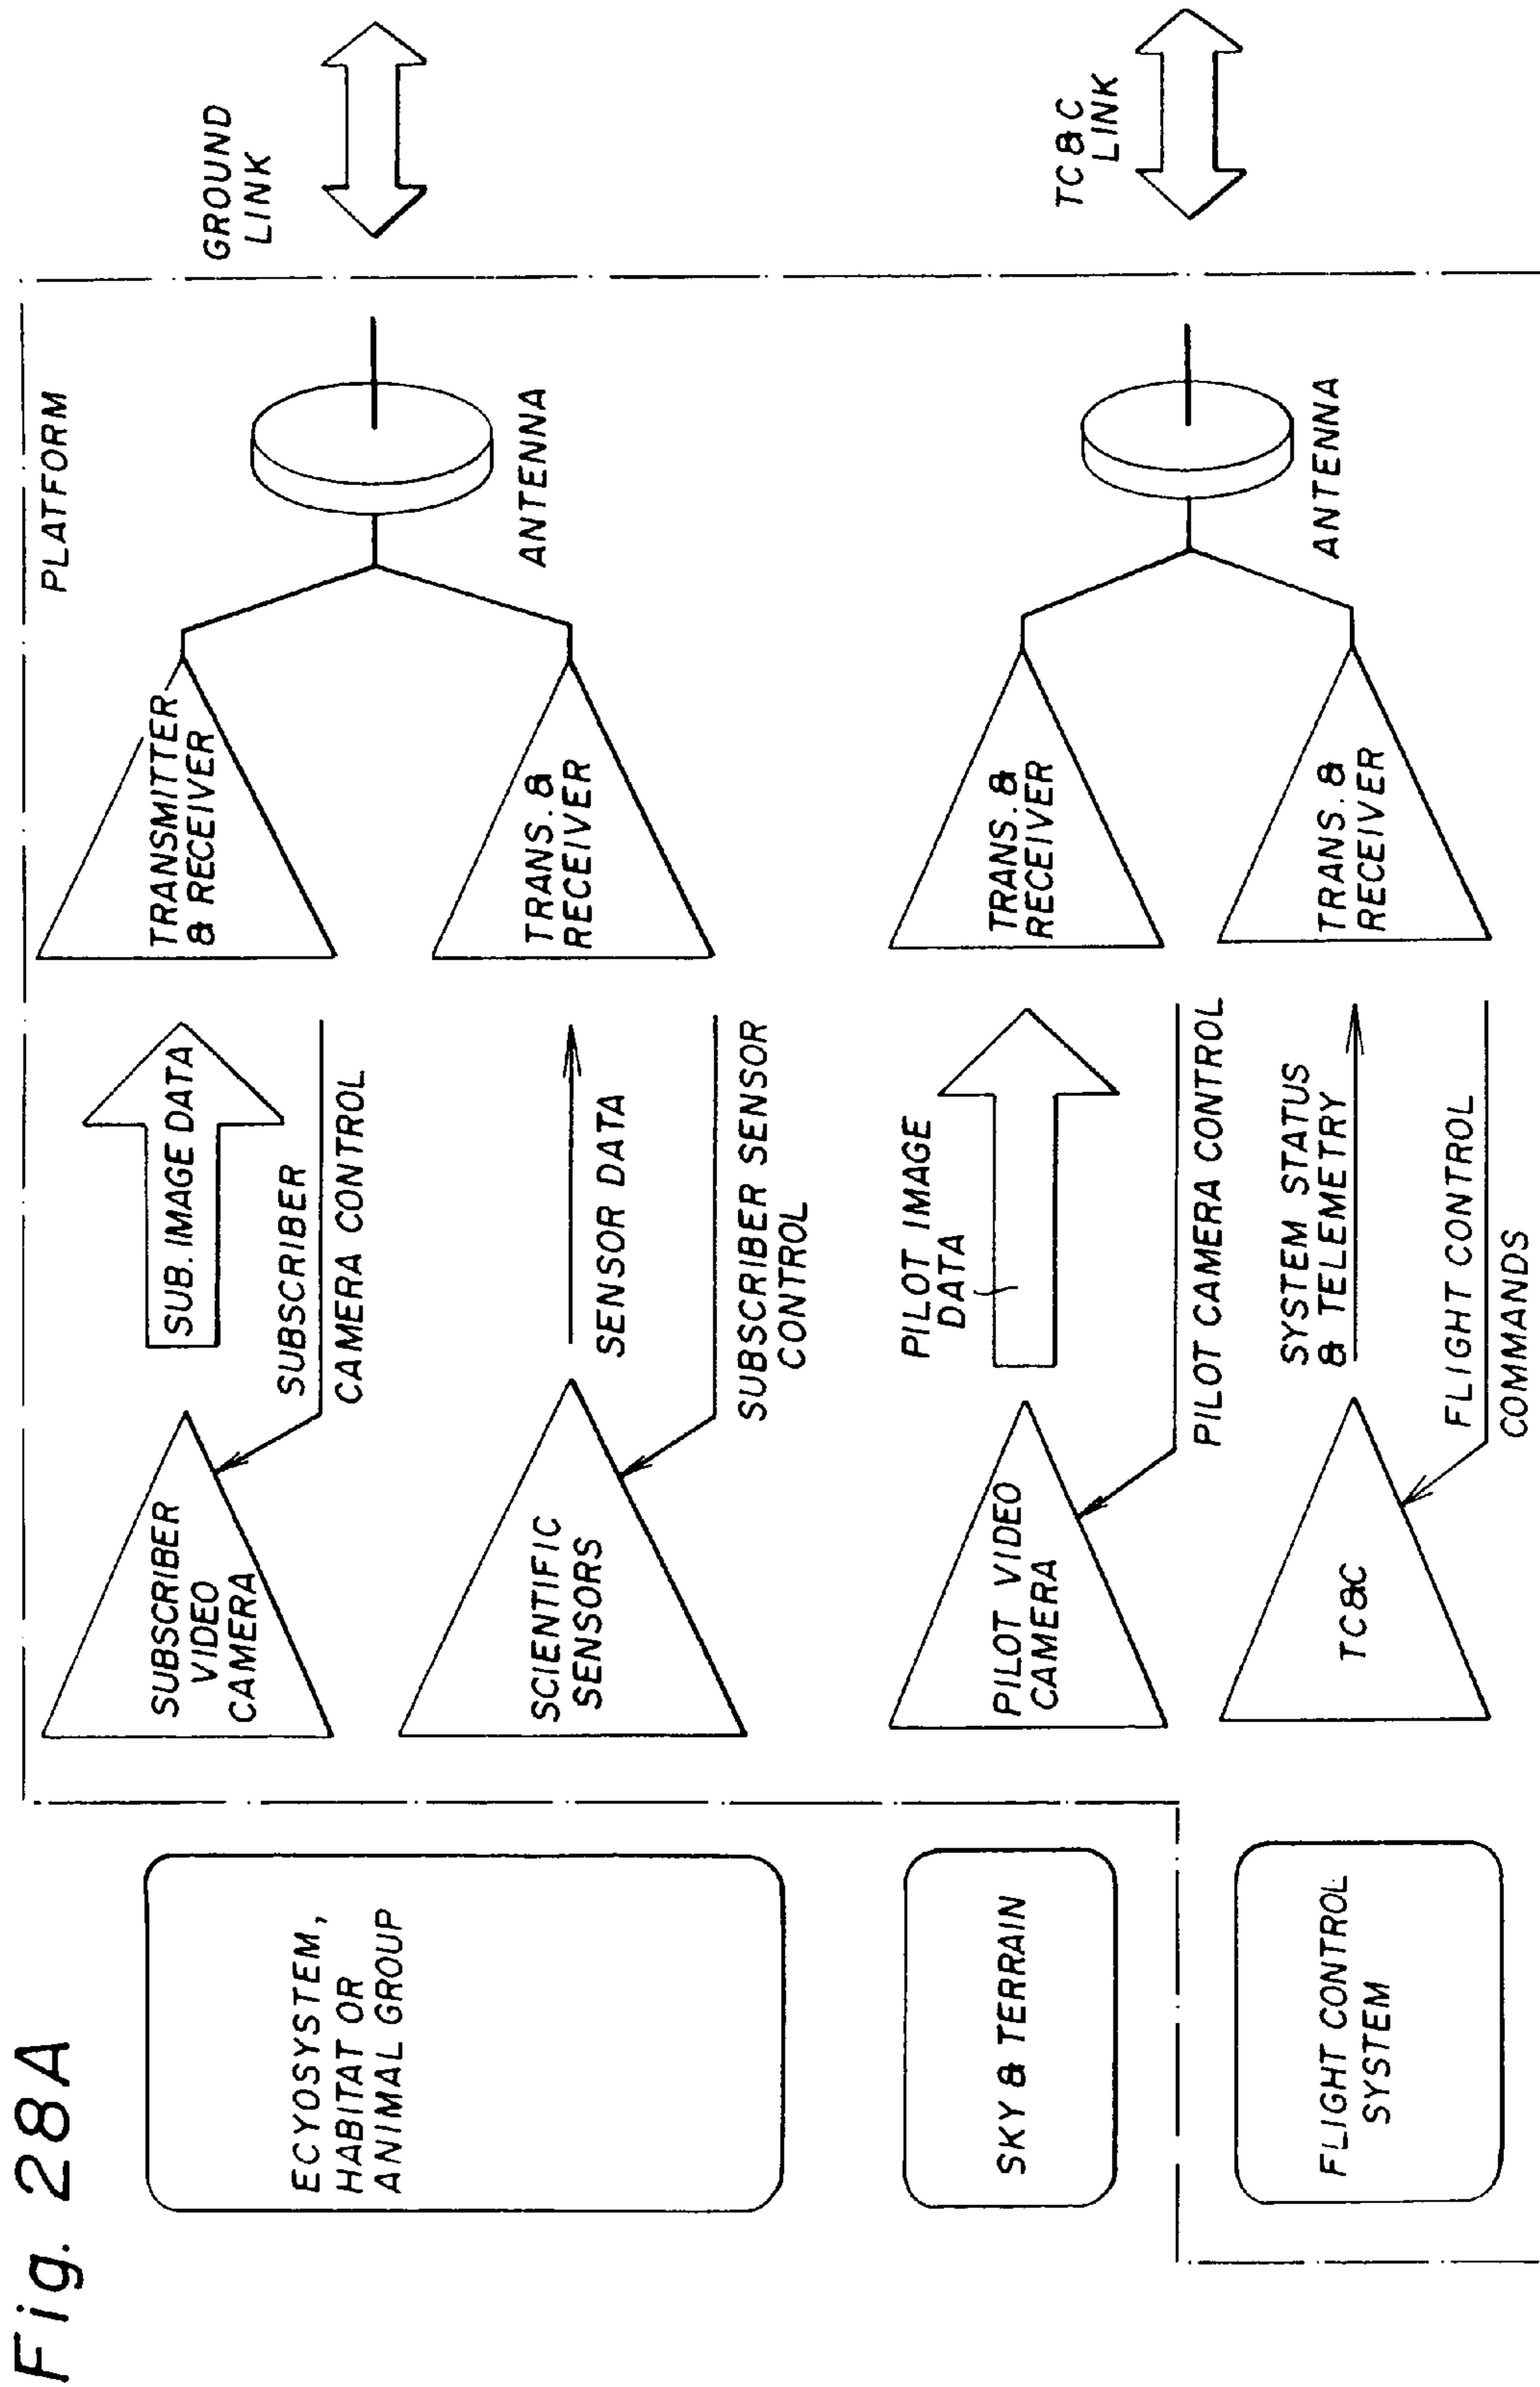 Fig. 28A
PLATFORM
ECYOSYSTEM,
HABITAT OR
ANIMAL GROUP
SUBSCRIBER
VIDEO
CAMERA
SUB. IMAGE DATA
SUBSCRIBER
CAMERA CONTROL
TRANSMITTER
& RECEIVER
GROUND
LINK
SCIENTIFIC
SENSORS
SENSOR DATA
SUBSCRIBER SENSOR
CONTROL
TRANS. &
RECEIVER
ANTENNA
SKY & TERRAIN
PILOT VIDEO
CAMERA
PILOT IMAGE
DATA
PILOT CAMERA CONTROL
TRANS. &
RECEIVER
TC&C
LINK
FLIGHT CONTROL
SYSTEM
TC&C
SYSTEM STATUS
& TELEMETRY
FLIGHT CONTROL
COMMANDS
TRANS. &
RECEIVER
ANTENNA